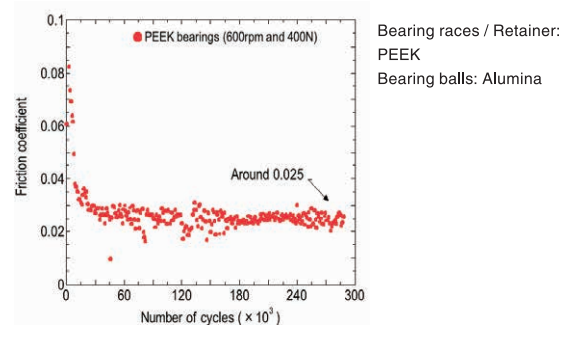 0.1
PEEK bearings (600rpm and 400N)
0.08
0.06
0.04
0.02
0
Friction coefficient
Around 0.025
0 60 120 180 240 300
Number of cycles ( × 10³ )
Bearing races / Retainer:
PEEK
Bearing balls: Alumina